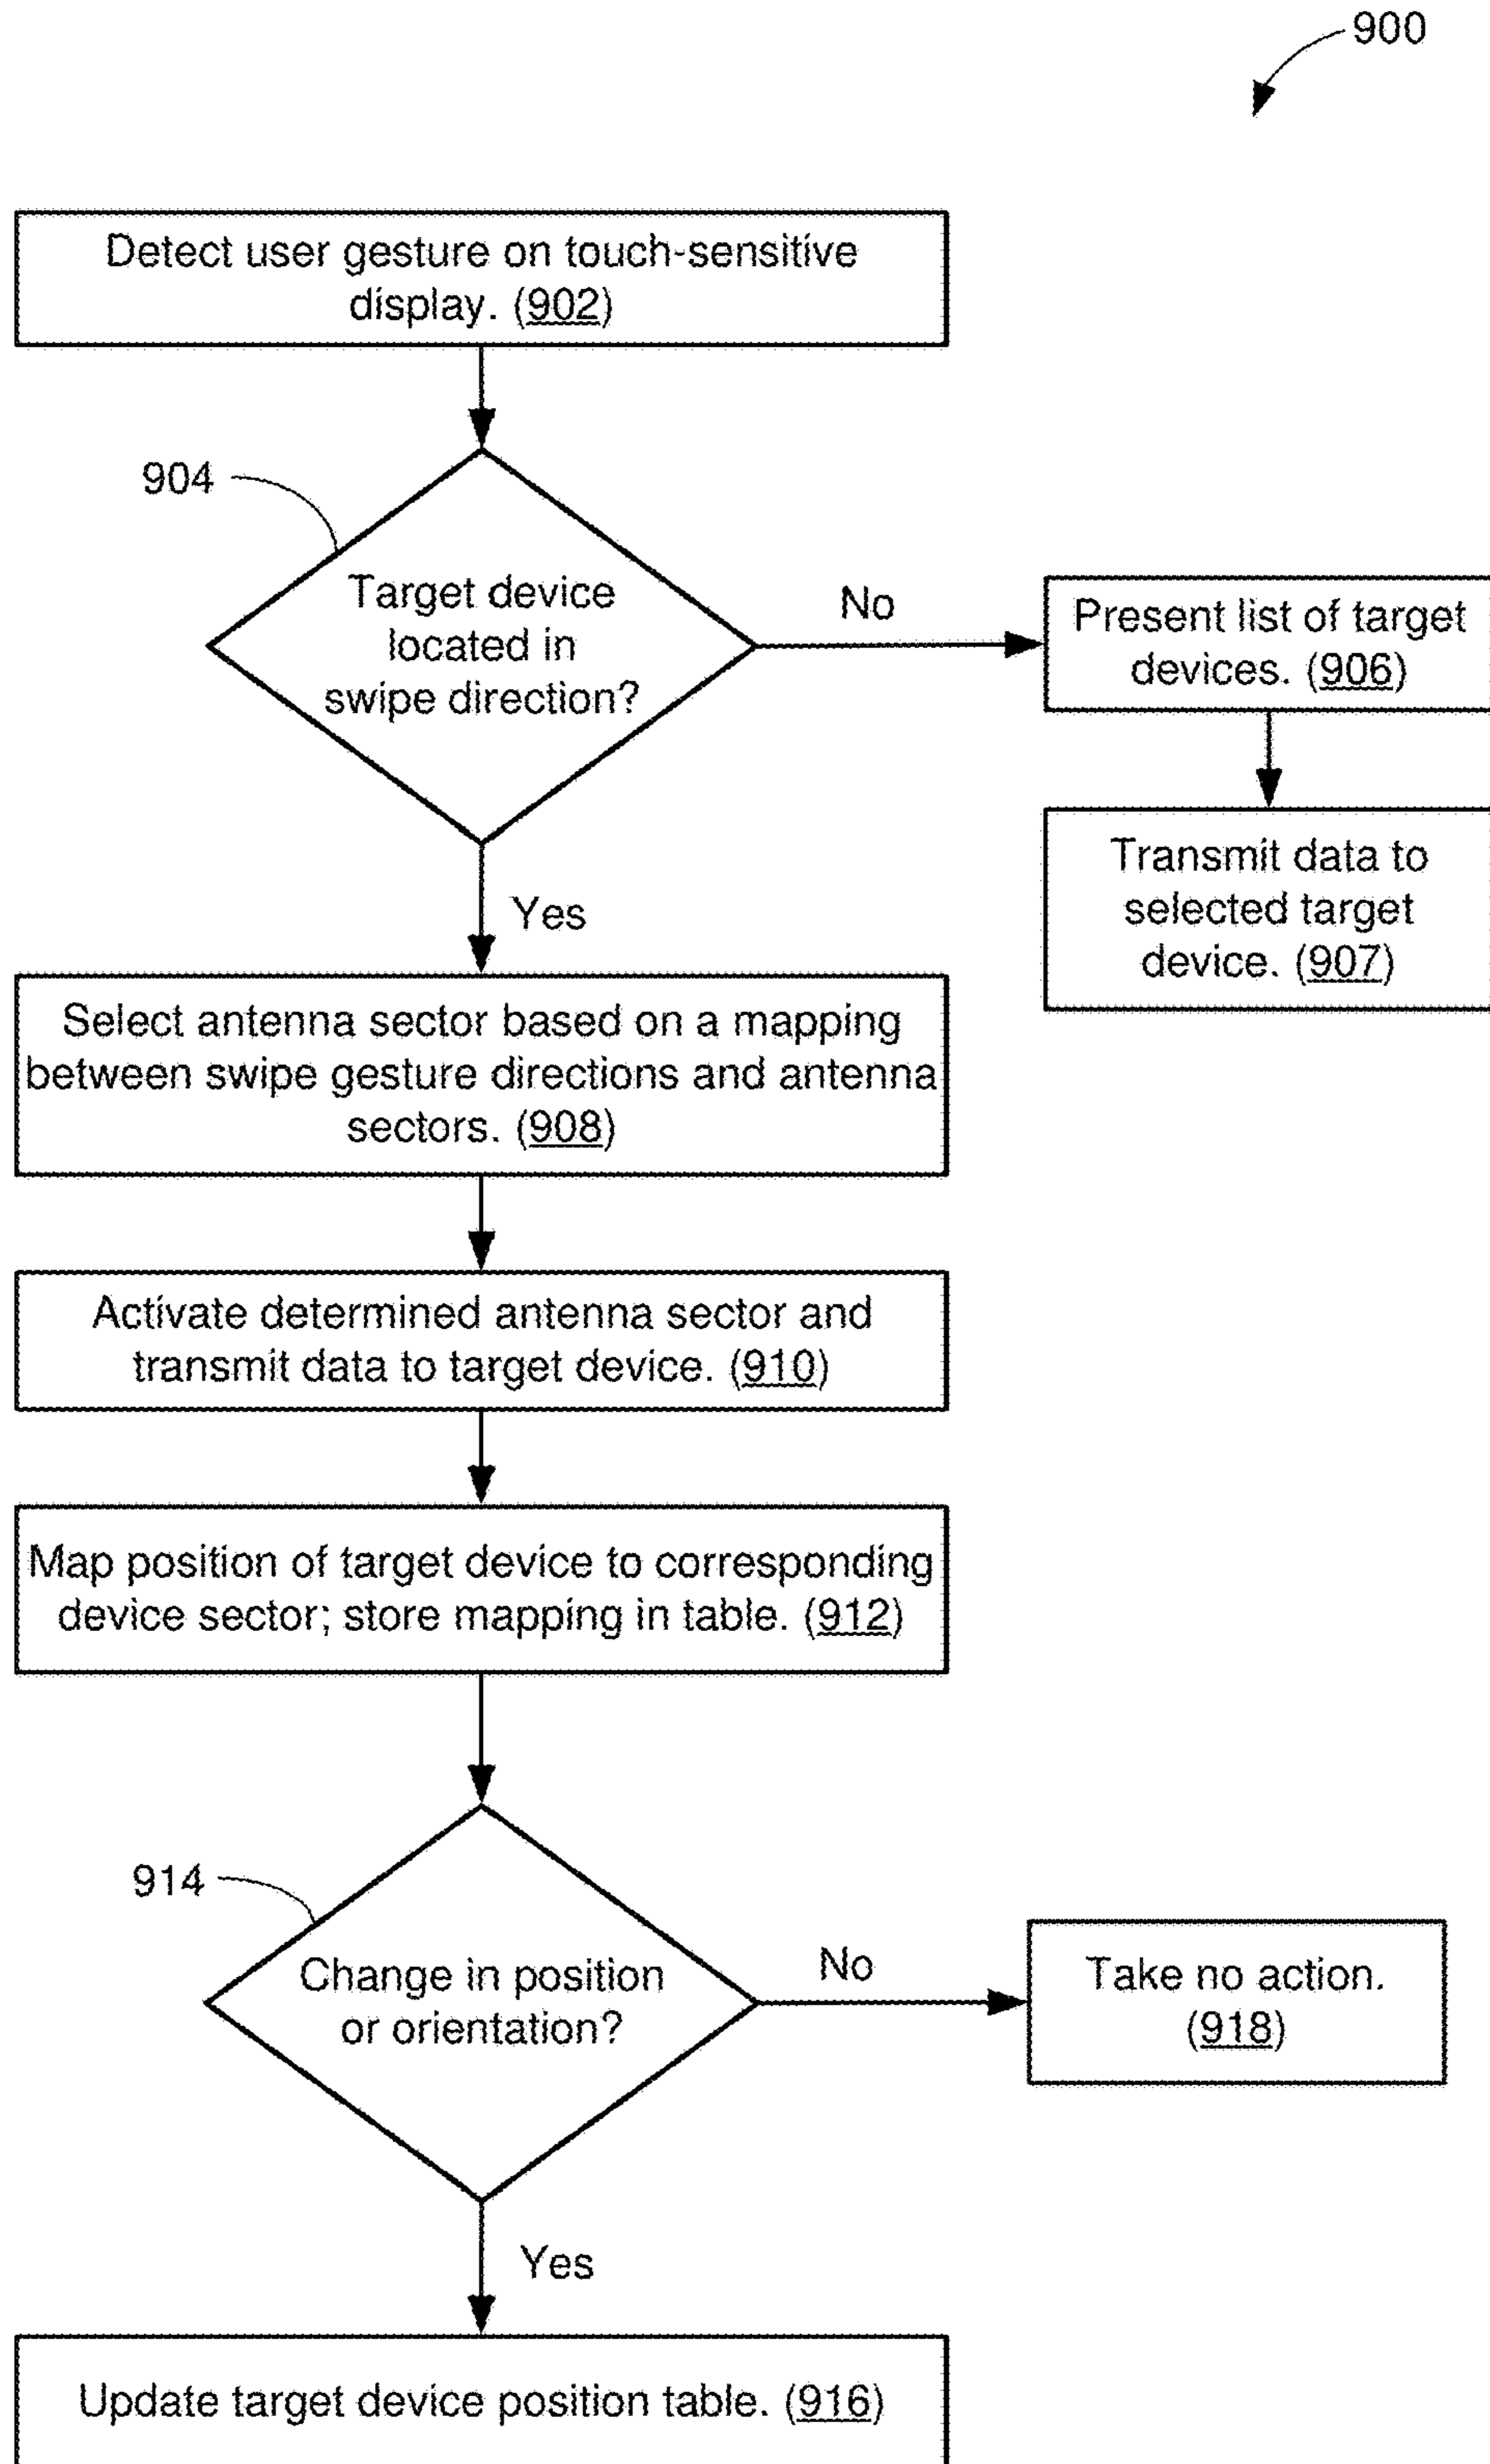 900
Detect user gesture on touch-sensitive
display. (902)
904
Target device
located in
swipe direction?
No
Present list of target
devices. (906)
Transmit data to
selected target
device. (907)
Yes
Select antenna sector based on a mapping
between swipe gesture directions and antenna
sectors. (908)
Activate determined antenna sector and
transmit data to target device. (910)
Map position of target device to corresponding
device sector; store mapping in table. (912)
914
Change in position
or orientation?
No
Take no action.
(918)
Yes
Update target device position table. (916)